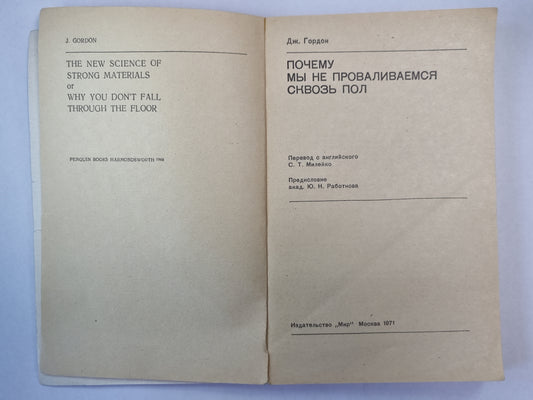 J. GORDON
THE NEW SCIENCE OF
STRONG MATERIALS
or
WHY YOU DON'T FALL
THROUGH THE FLOOR
PENGUIN BOOKS HARMONDSWORTH 1968
Дж. Гордон
ПОЧЕМУ
МЫ НЕ ПРОВАЛИВАЕМСЯ
СКВОЗЬ ПОЛ
Перевод с английского
С. Т. Милейко
Предисловие
акад. Ю. Н. Работнова
Издательство „Мир" Москва 1971